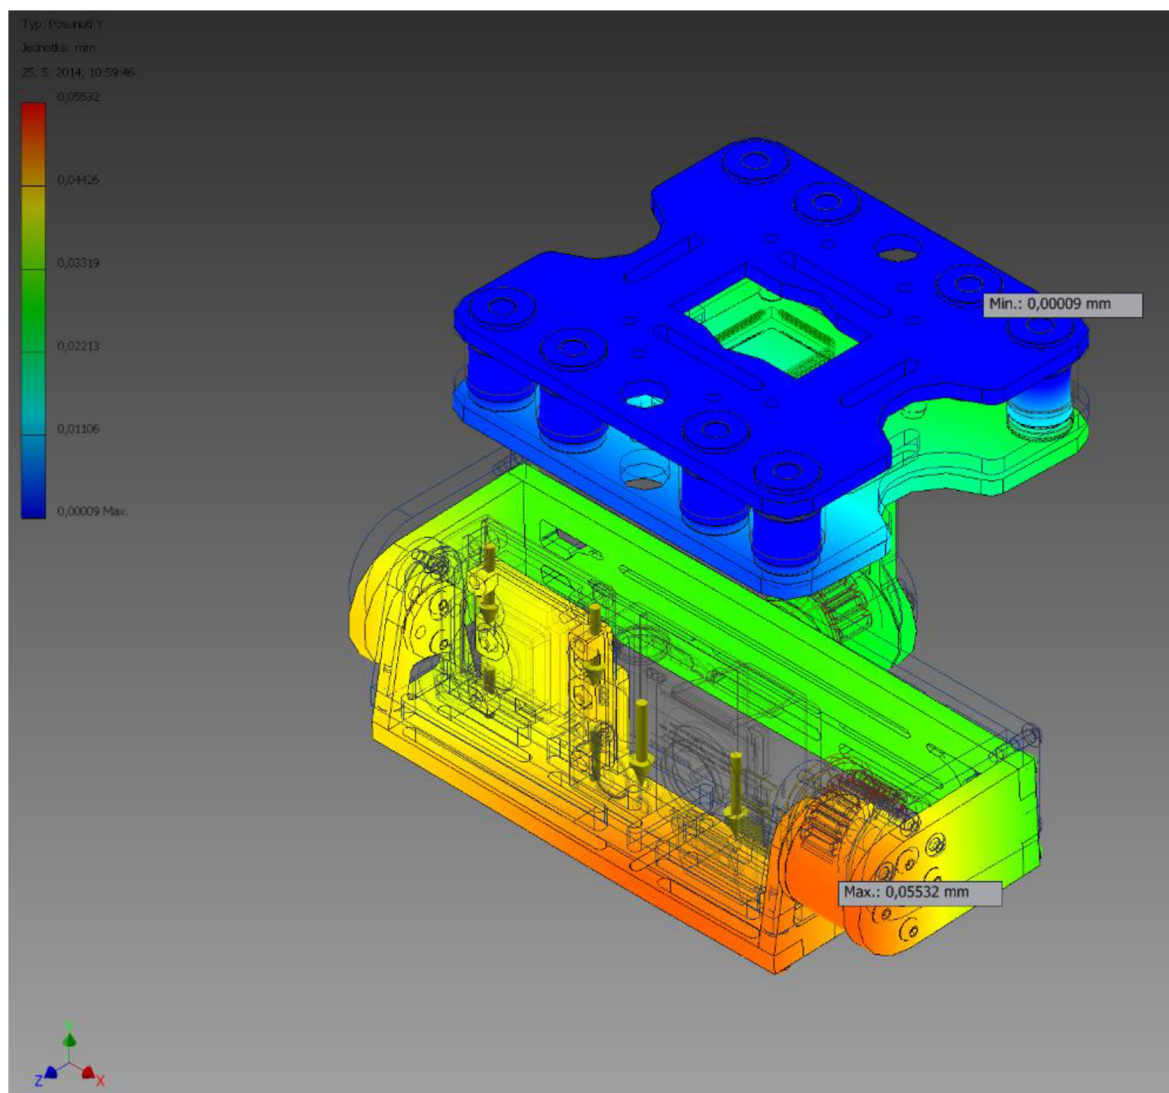 Typ: Posunutí Y
Jednotka: mm
25. 5. 2014, 10:59:46
0,05532
0,04426
0,03319
0,02213
0,01106
0,00009 Max.
Min.: 0,00009 mm
Max.: 0,05532 mm
Y
Z
X